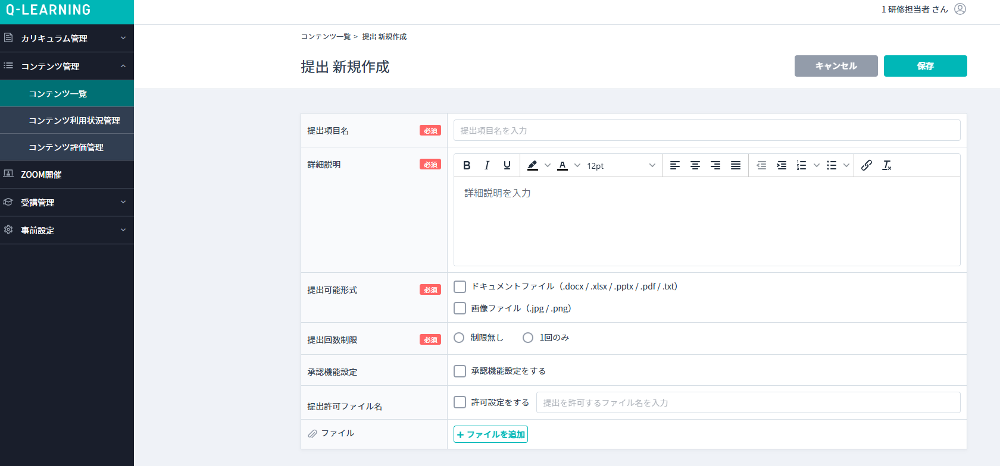 Q-LEARNING
1 研修担当者 さん
カリキュラム管理
コンテンツ管理
コンテンツ一覧
コンテンツ利用状況管理
コンテンツ評価管理
ZOOM開催
受講管理
事前設定
コンテンツ一覧 > 提出 新規作成
提出 新規作成
キャンセル
保存
提出項目名 必須
提出項目名を入力
詳細説明 必須
B I U A 12pt
詳細説明を入力
提出可能形式 必須
ドキュメントファイル（.docx / .xlsx / .pptx / .pdf / .txt）
画像ファイル（.jpg / .png）
提出回数制限 必須
制限無し 1回のみ
承認機能設定
承認機能設定をする
提出許可ファイル名
許可設定をする
提出を許可するファイル名を入力
ファイル
+ ファイルを追加